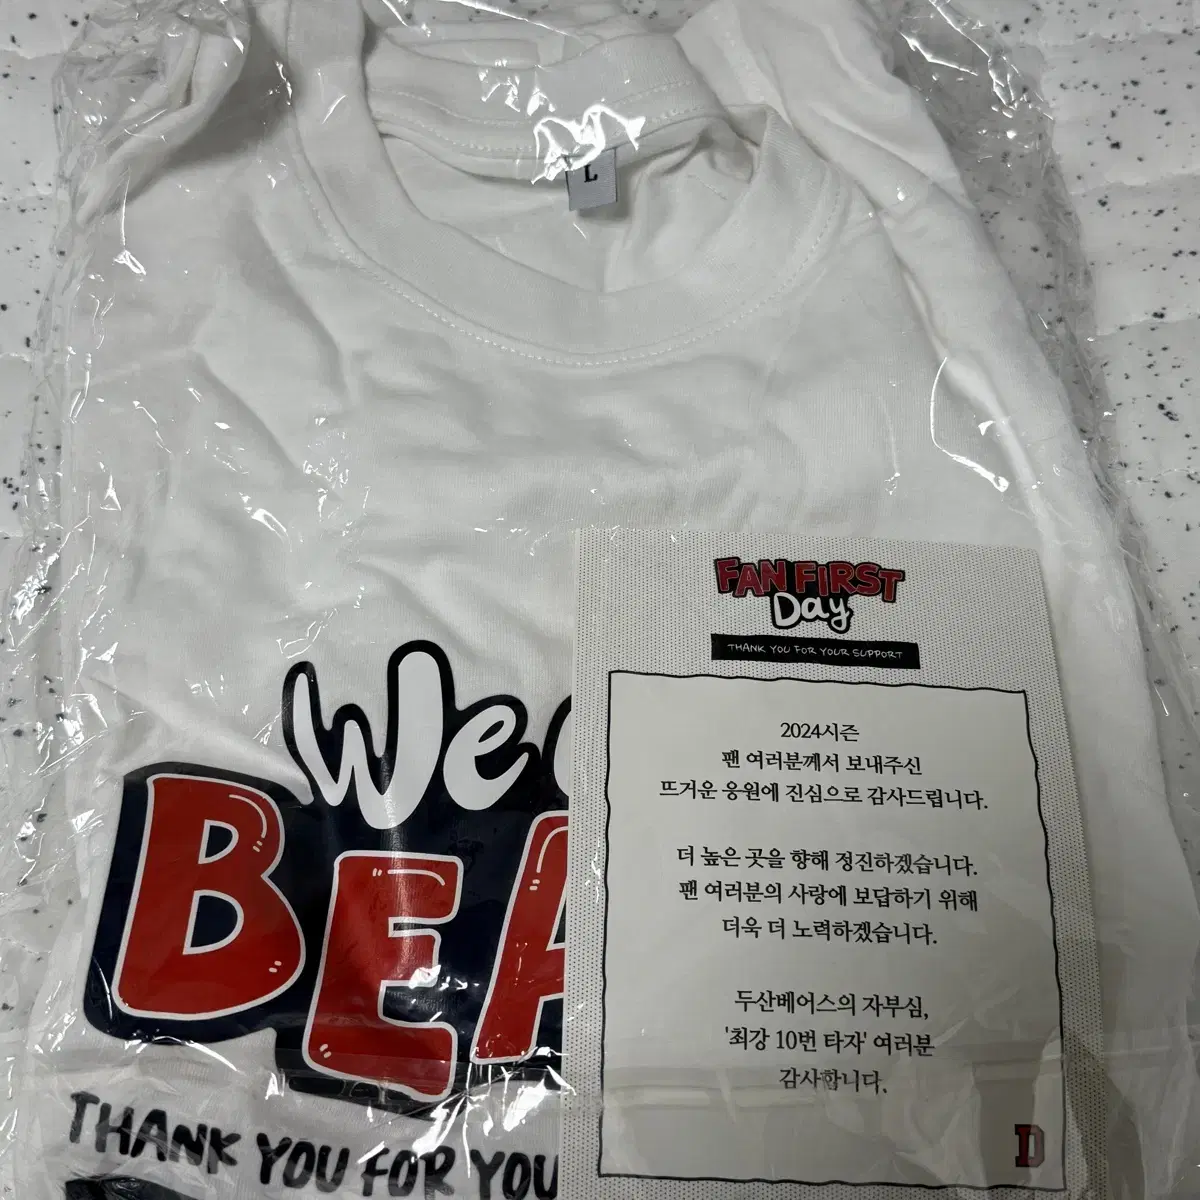 L
We
BEA
THANK YOU FOR YOU
FAN FIRST
Day
THANK YOU FOR YOUR SUPPORT
2024시즌
팬 여러분께서 보내주신
뜨거운 응원에 진심으로 감사드립니다.
더 높은 곳을 향해 정진하겠습니다.
팬 여러분의 사랑에 보답하기 위해
더욱 더 노력하겠습니다.
두산베어스의 자부심,
'최강 10번 타자' 여러분
감사합니다.
D